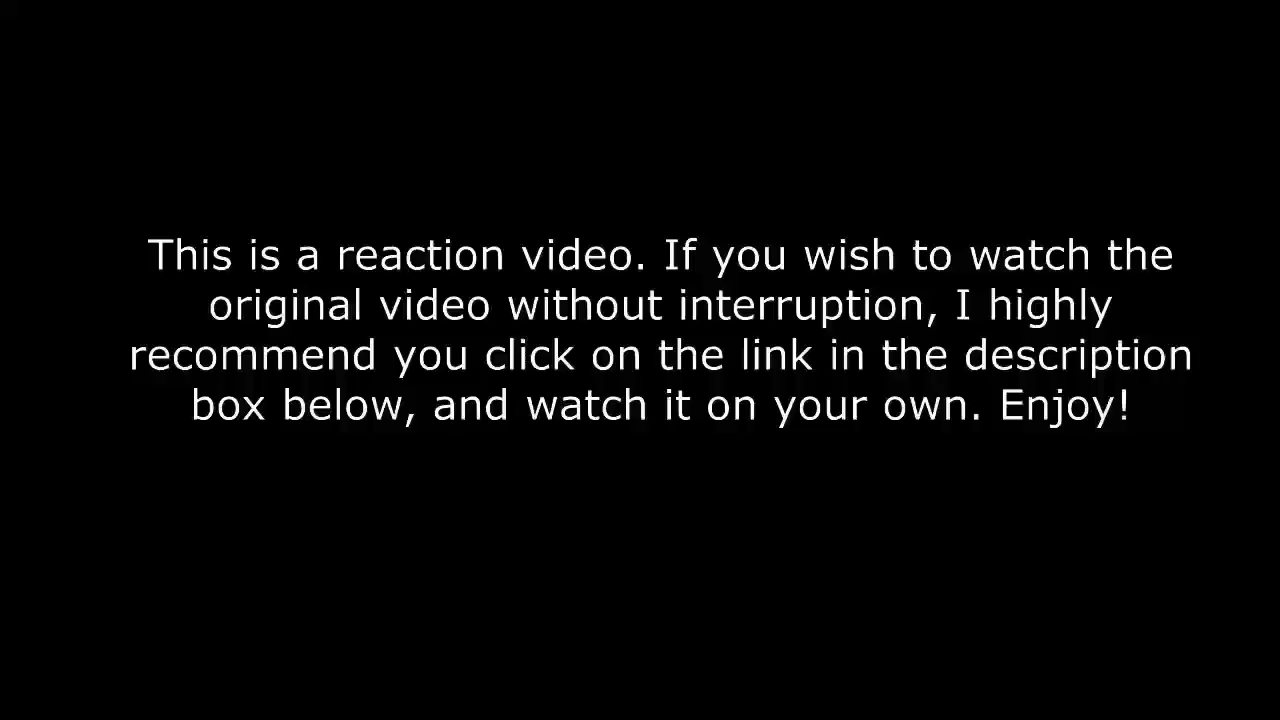 This is a reaction video. If you wish to watch the
original video without interruption, I highly
recommend you click on the link in the description
box below, and watch it on your own. Enjoy!